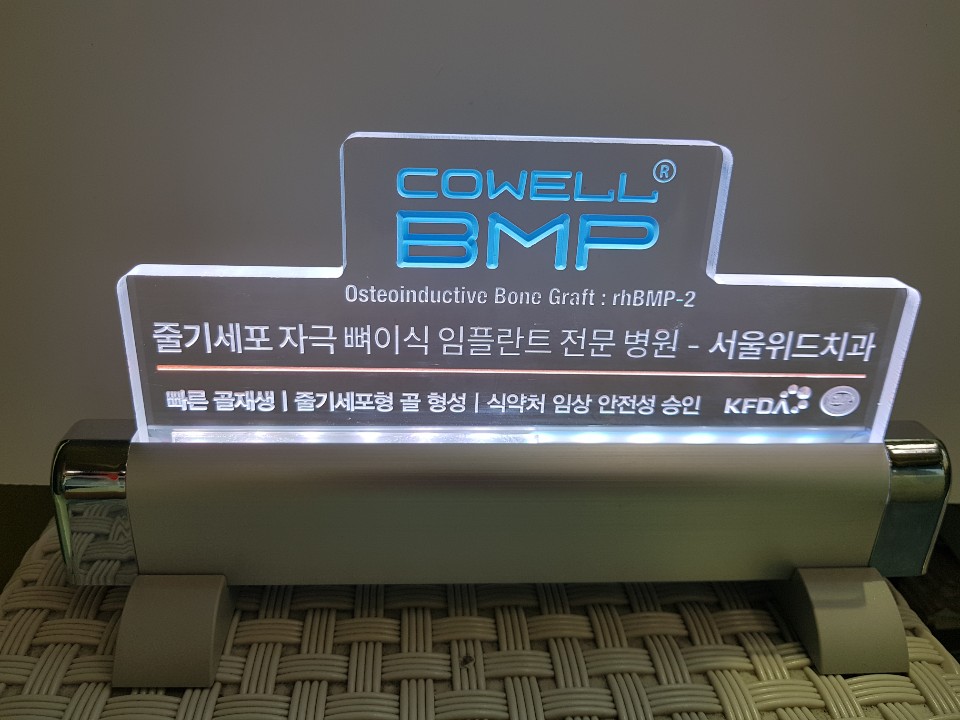 COWELL®
BMP
Osteoinductive Bone Graft : rhBMP-2
줄기세포 자극 뼈이식 임플란트 전문 병원 - 서울위드치과
빠른 골재생 | 줄기세포형 골 형성 | 식약처 임상 안전성 승인 KFDA